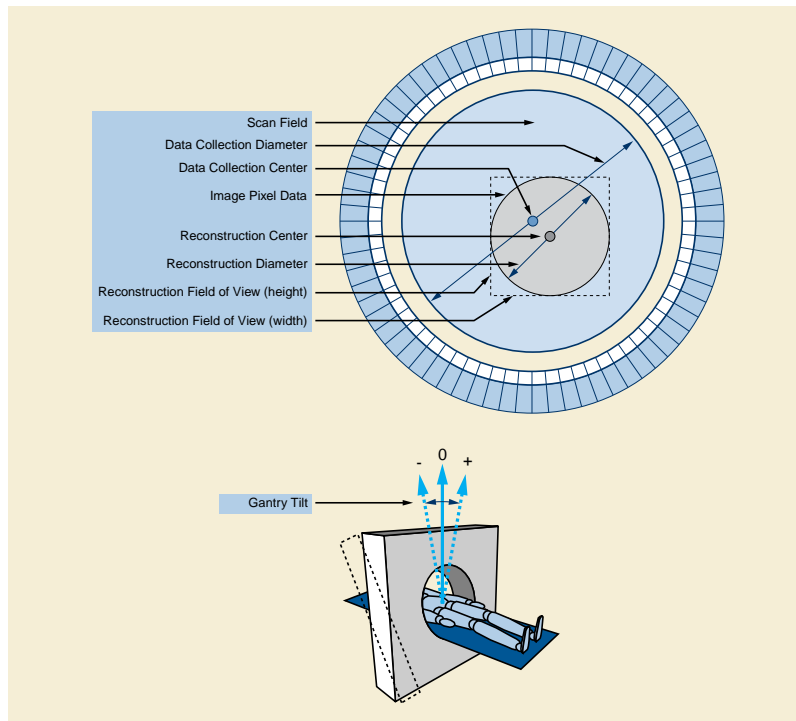 Scan Field
Data Collection Diameter
Data Collection Center
Image Pixel Data
Reconstruction Center
Reconstruction Diameter
Reconstruction Field of View (height)
Reconstruction Field of View (width)
- 0 +
Gantry Tilt